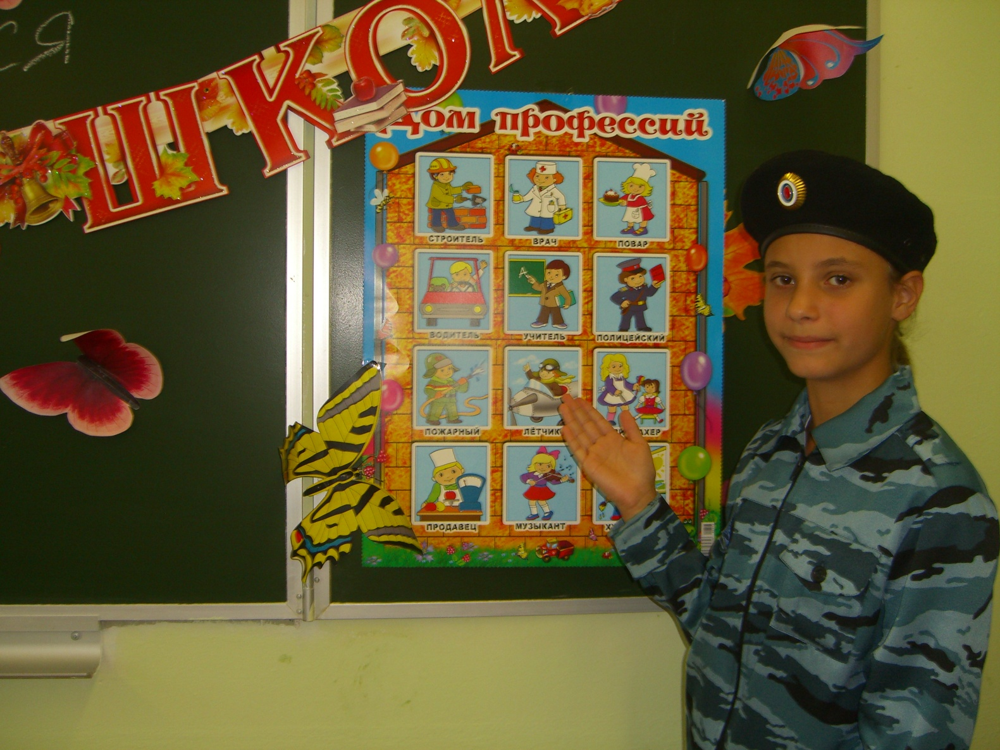 ШКОЛ
Дом профессий
СТРОИТЕЛЬ ВРАЧ ПОВАР
ВОДИТЕЛЬ УЧИТЕЛЬ ПОЛИЦЕЙСКИЙ
ПОЖАРНЫЙ ЛЁТЧИК
ПРОДАВЕЦ МУЗЫКАНТ